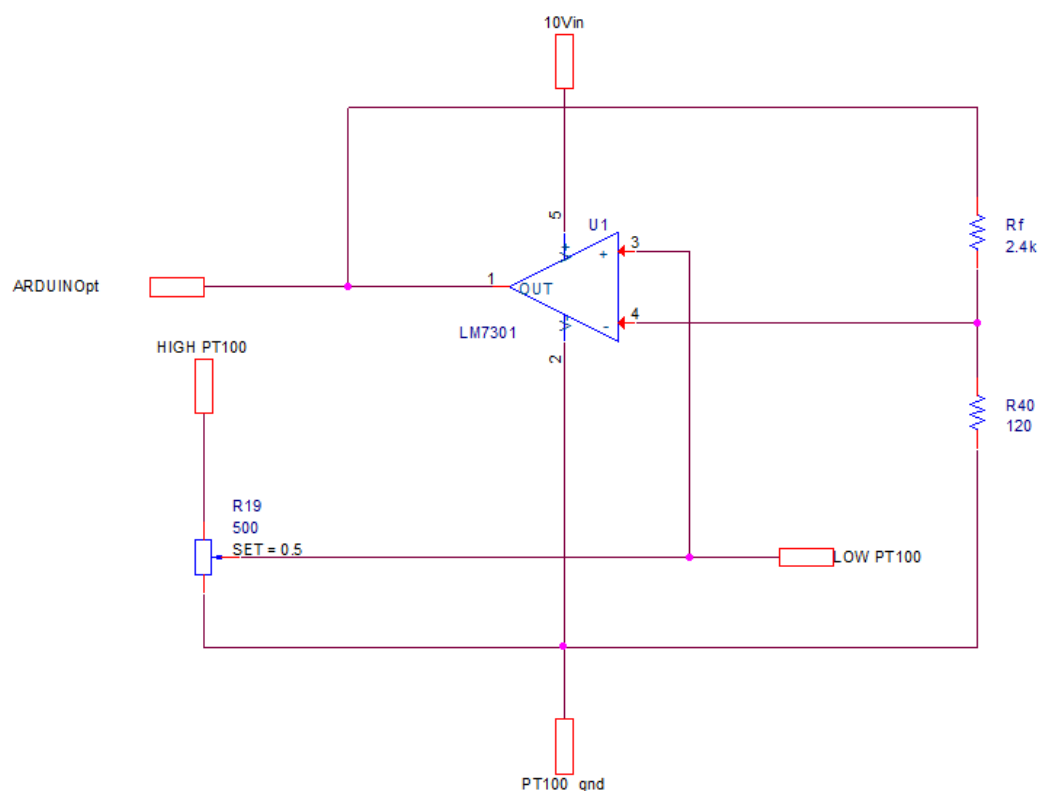 10Vin
5
U1
+
3
+
Rf
2.4k
ARDUINOpt
1
OUT
-
4
LM7301
2
HIGH PT100
R40
120
R19
500
SET = 0.5
LOW PT100
PT100_gnd